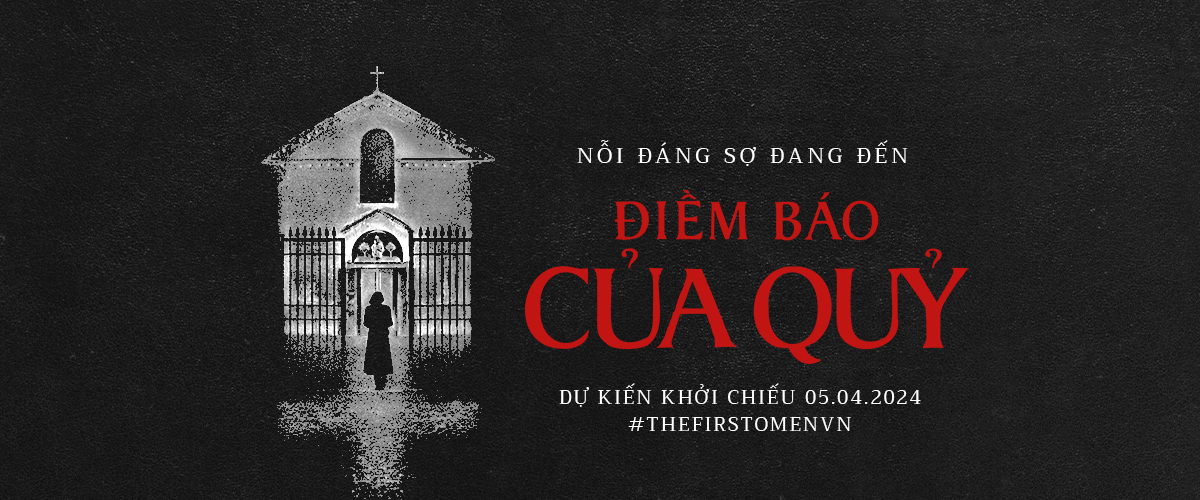 NỖI ĐÁNG SỢ ĐANG ĐẾN
ĐIỀM BÁO
CỦA QUỶ
DỰ KIẾN KHỞI CHIẾU 05.04.2024
#THEFIRSTOMENVN